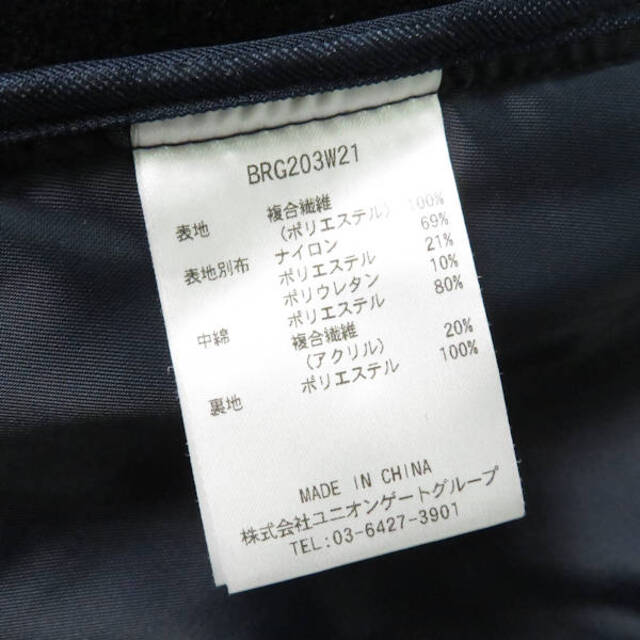 BRG203W21
表地 複合繊維
(ポリエステル) 100%
表地別布 ナイロン 69%
ポリエステル 21%
ポリウレタン 10%
中綿 ポリエステル 80%
複合繊維
(アクリル) 20%
裏地 ポリエステル 100%
MADE IN CHINA
株式会社ユニオンゲートグループ
TEL:03-6427-3901